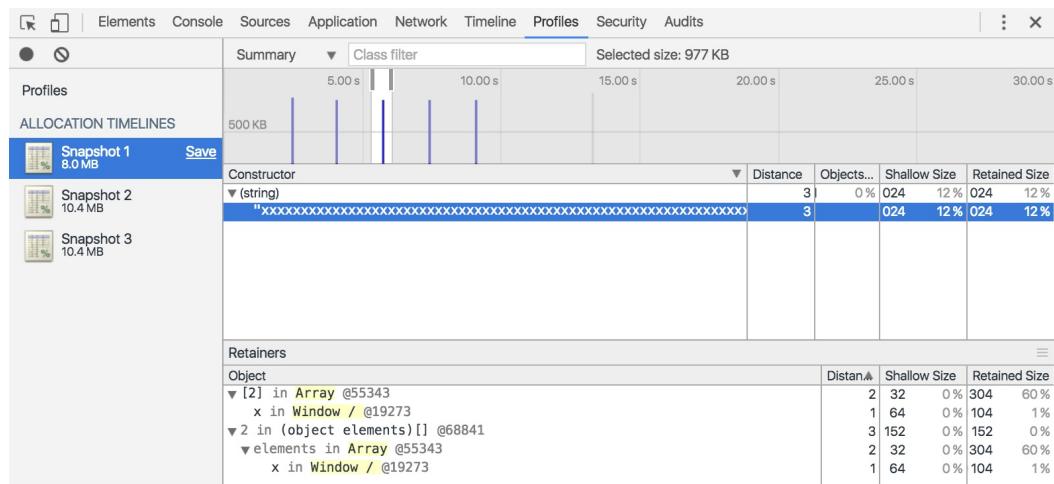 Elements Console Sources Application Network Timeline Profiles Security Audits
Summary Class filter Selected size: 977 KB
Profiles
ALLOCATION TIMELINES
Snapshot 1 Save
8.0 MB
Snapshot 2
10.4 MB
Snapshot 3
10.4 MB
5.00 s 10.00 s 15.00 s 20.00 s 25.00 s 30.00 s
500 KB
Constructor Distance Objects... Shallow Size Retained Size
(string) 3 0 % 024 12 % 024 12 %
3 024 12 % 024 12 %
Retainers
Object Distan. Shallow Size Retained Size
[2] in Array @55343 2 32 0 % 304 60 %
x in Window / @19273 1 64 0 % 104 1 %
2 in (object elements)[] @68841 3 152 0 % 152 0 %
elements in Array @55343 2 32 0 % 304 60 %
x in Window / @19273 1 64 0 % 104 1 %